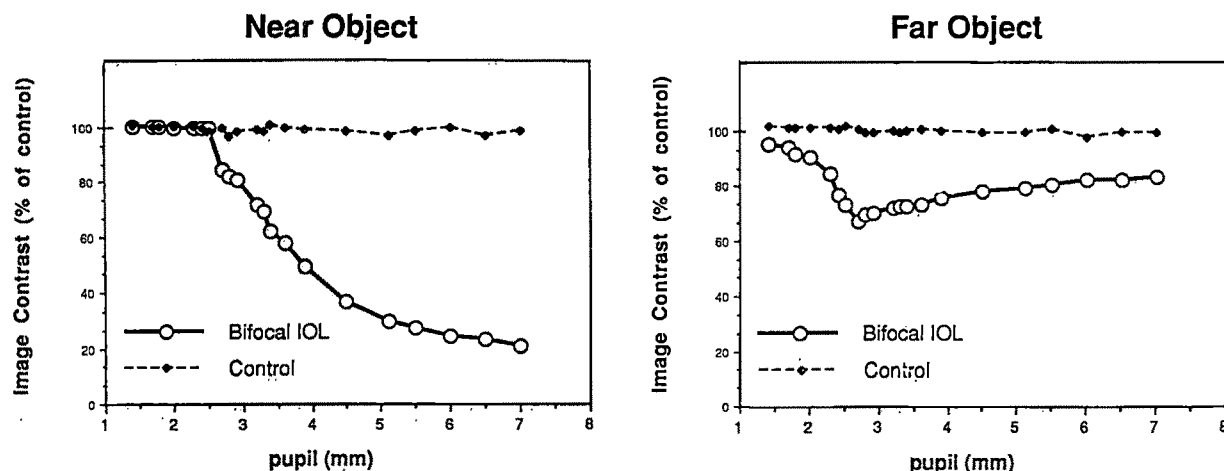 Near Object
Image Contrast (% of control)
100
80
60
40
20
0
Bifocal IOL
Control
1 2 3 4 5 6 7 8
pupil (mm)
Far Object
Image Contrast (% of control)
100
80
60
40
20
0
Bifocal IOL
Control
1 2 3 4 5 6 7 8
pupil (mm)